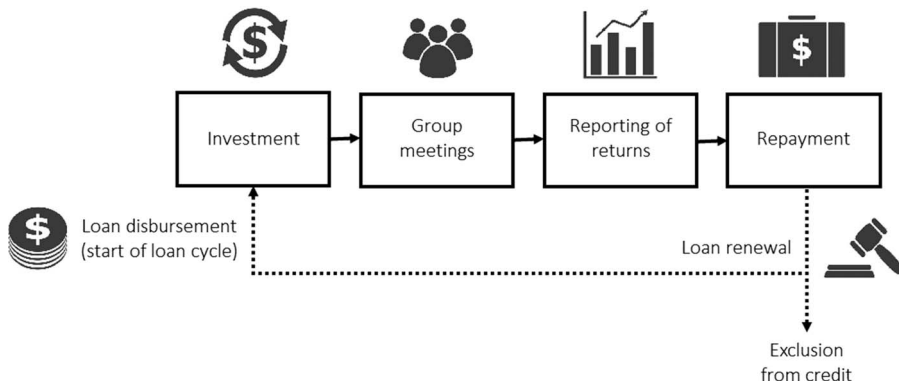 Investment
Group
meetings
Reporting of
returns
Repayment
Loan disbursement
(start of loan cycle)
Loan renewal
Exclusion
from credit
$
$
$